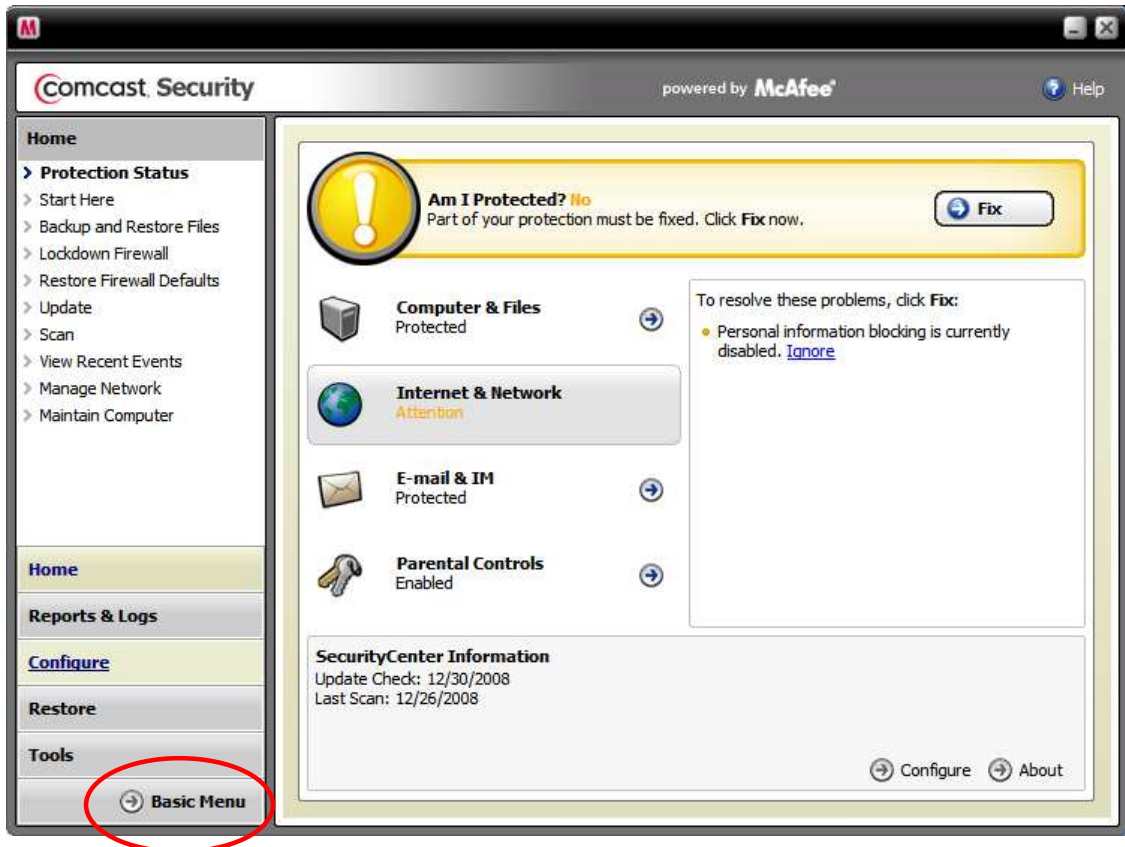 M
Comcast Security
powered by McAfee®
? Help
Home
Protection Status
Start Here
Backup and Restore Files
Lockdown Firewall
Restore Firewall Defaults
Update
Scan
View Recent Events
Manage Network
Maintain Computer
Home
Reports & Logs
Configure
Restore
Tools
Basic Menu
Am I Protected? No
Part of your protection must be fixed. Click Fix now.
Fix
Computer & Files
Protected
Internet & Network
Attention
E-mail & IM
Protected
Parental Controls
Enabled
To resolve these problems, click Fix:
Personal information blocking is currently
disabled. Ignore
SecurityCenter Information
Update Check: 12/30/2008
Last Scan: 12/26/2008
Configure
About